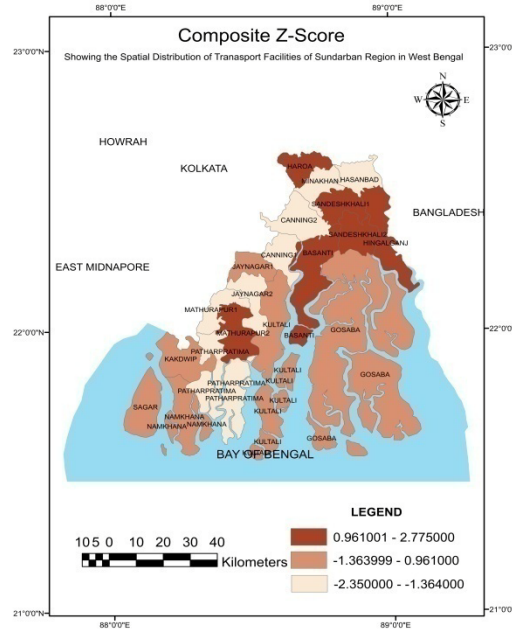 88°0'0"E
89°0'0"E
Composite Z-Score
Showing the Spatial Distribution of Transport Facilities of Sundarban Region in West Bengal
23°0'0"N
23°0'0"N
N
W E
S
HOWRAH
KOLKATA
HAROA
MINAKHAN
HASANBAD
SANDESHKHALI1
CANNING2
BANGLADESH
SANDESHKHALI2
HINGALGANJ
BASANTI
CANNING1
EAST MIDNAPORE
JAYNAGAR1
JAYNAGAR2
MATHURAPUR1
KULTALI
22°0'0"N
MATHURAPUR2
BASANTI
GOSABA
22°0'0"N
PATHARPRATIMA
KAKDWIP
KULTALI
GOSABA
PATHARPRATIMA
KULTALI
PATHARPRATIMA
PATHARPRATIMA
KULTALI
SAGAR
KULTALI
NAMKHANA
NAMKHANA
NAMKHANA
GOSABA
KULTALI
BAY OF BENGAL
LEGEND
0.961001 - 2.775000
-1.363999 - 0.961000
-2.350000 - -1.364000
10 5 0 10 20 30 40
Kilometers
21°0'0"N
21°0'0"N
88°0'0"E
89°0'0"E